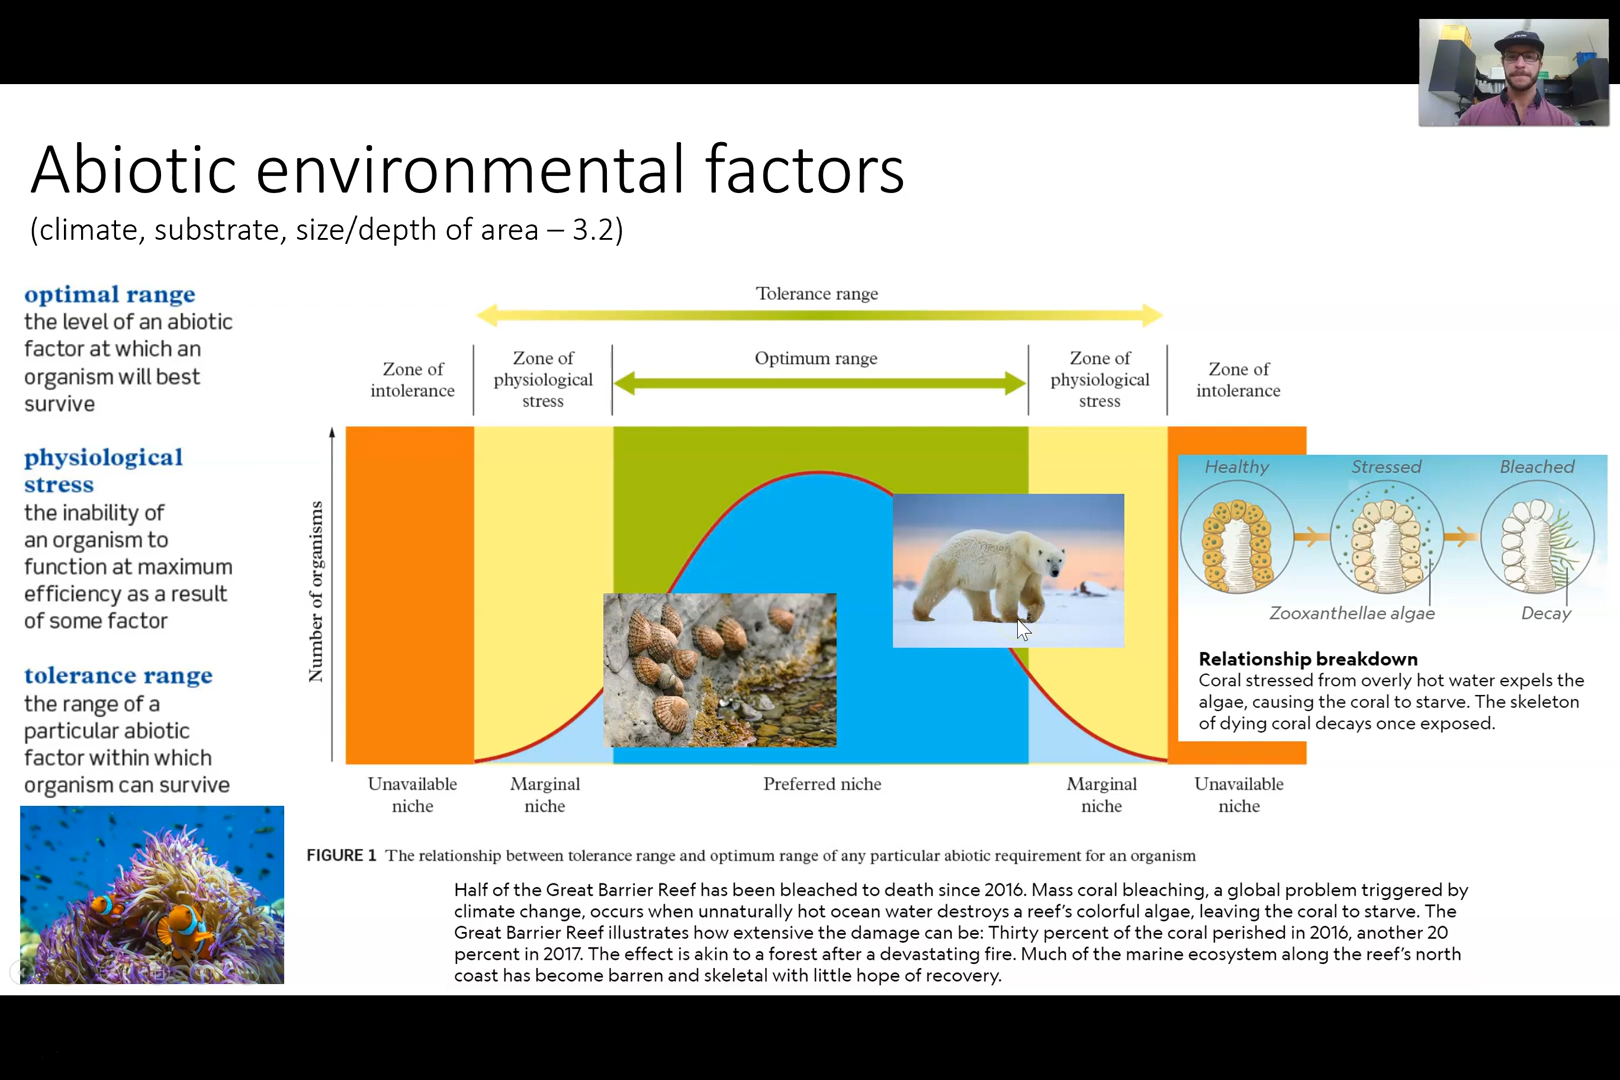 Abiotic environmental factors
(climate, substrate, size/depth of area – 3.2)
optimal range
the level of an abiotic
factor at which an
organism will best
survive
physiological
stress
the inability of
an organism to
function at maximum
efficiency as a result
of some factor
tolerance range
the range of a
particular abiotic
factor within which
organism can survive
Tolerance range
Zone of
intolerance
Zone of
physiological
stress
Optimum range
Zone of
physiological
stress
Zone of
intolerance
Number of organisms
Unavailable
niche
Marginal
niche
Preferred niche
Marginal
niche
Unavailable
niche
Healthy
Stressed
Bleached
Zooxanthellae algae
Decay
Relationship breakdown
Coral stressed from overly hot water expels the
algae, causing the coral to starve. The skeleton
of dying coral decays once exposed.
FIGURE 1 The relationship between tolerance range and optimum range of any particular abiotic requirement for an organism
Half of the Great Barrier Reef has been bleached to death since 2016. Mass coral bleaching, a global problem triggered by
climate change, occurs when unnaturally hot ocean water destroys a reef's colorful algae, leaving the coral to starve. The
Great Barrier Reef illustrates how extensive the damage can be: Thirty percent of the coral perished in 2016, another 20
percent in 2017. The effect is akin to a forest after a devastating fire. Much of the marine ecosystem along the reef's north
coast has become barren and skeletal with little hope of recovery.